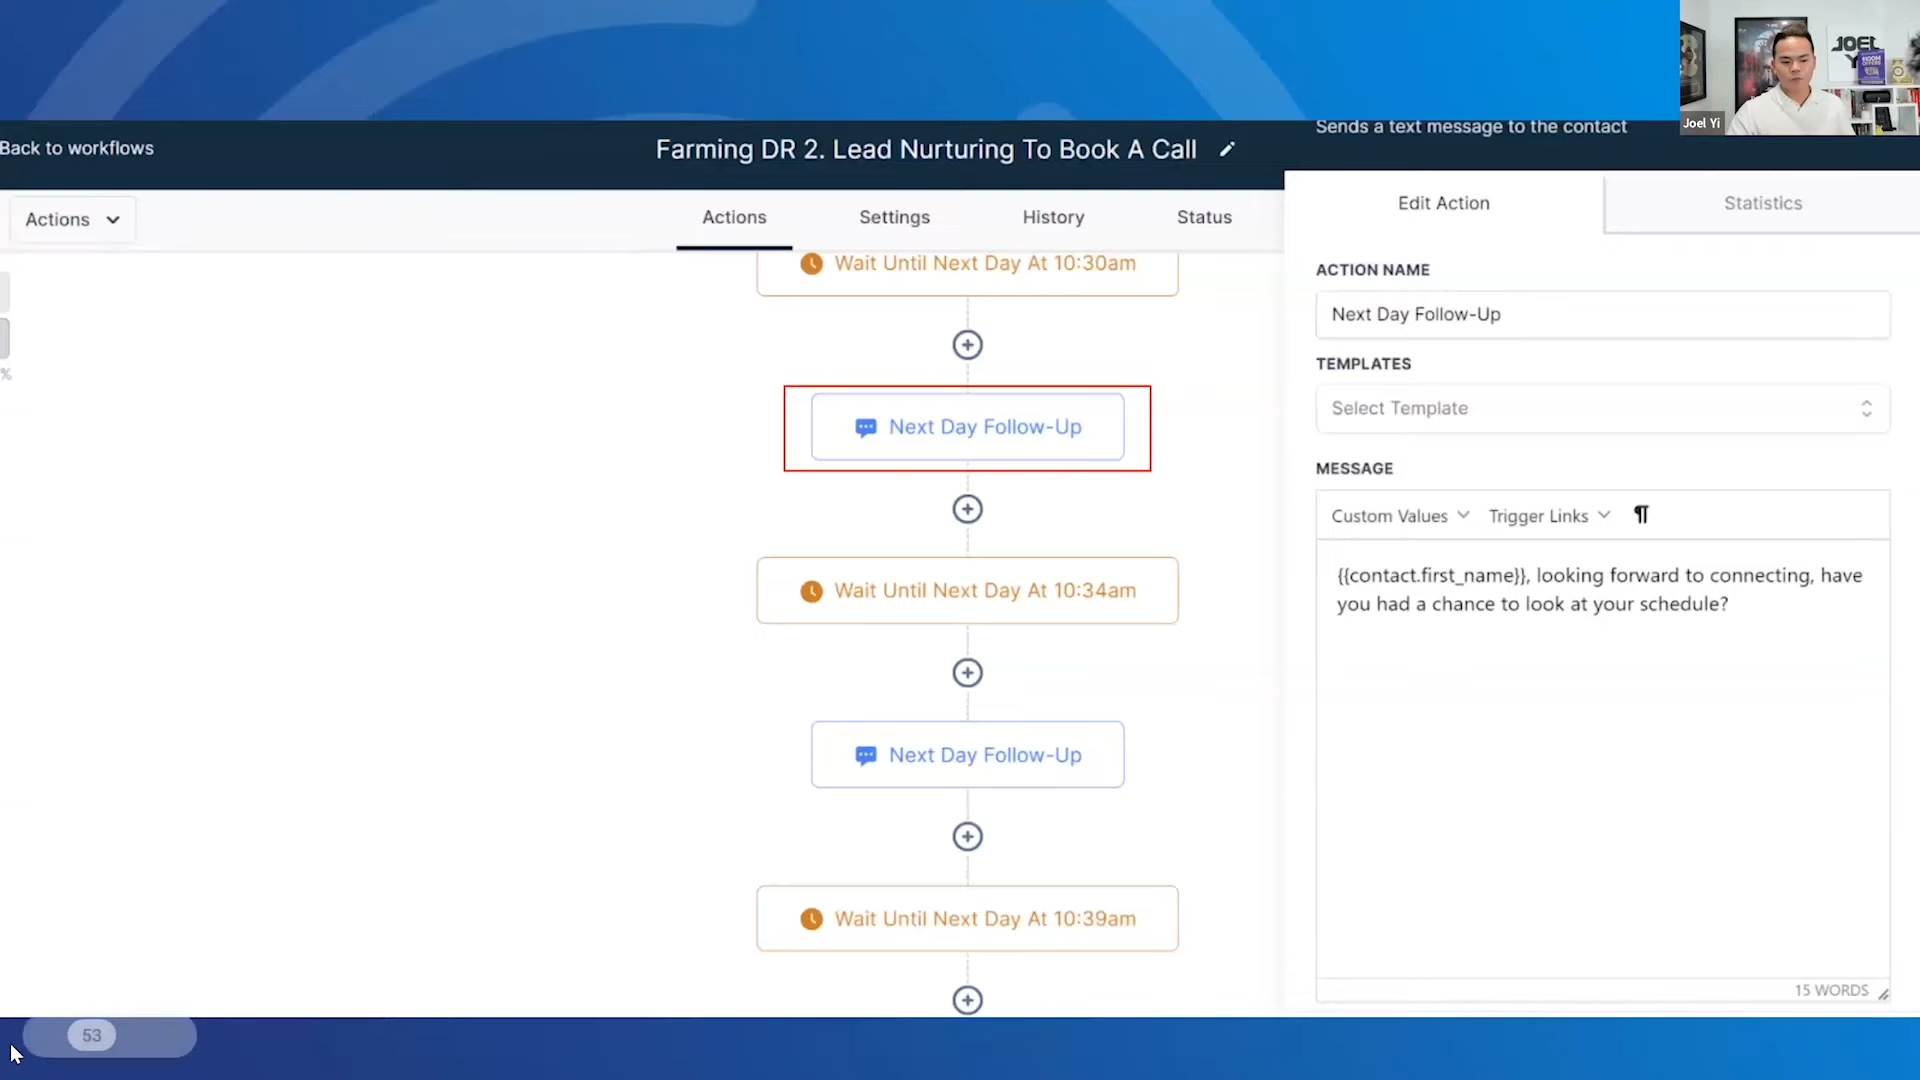 JOEL
Y
$100M
OFFERS
Joel Yi
Sends a text message to the contact
Back to workflows
Farming DR 2. Lead Nurturing To Book A Call
Actions
Actions
Settings
History
Status
Edit Action
Statistics
Wait Until Next Day At 10:30am
Next Day Follow-Up
Wait Until Next Day At 10:34am
Next Day Follow-Up
Wait Until Next Day At 10:39am
%
ACTION NAME
Next Day Follow-Up
TEMPLATES
Select Template
MESSAGE
Custom Values
Trigger Links
{{contact.first_name}}, looking forward to connecting, have
you had a chance to look at your schedule?
15 WORDS
53